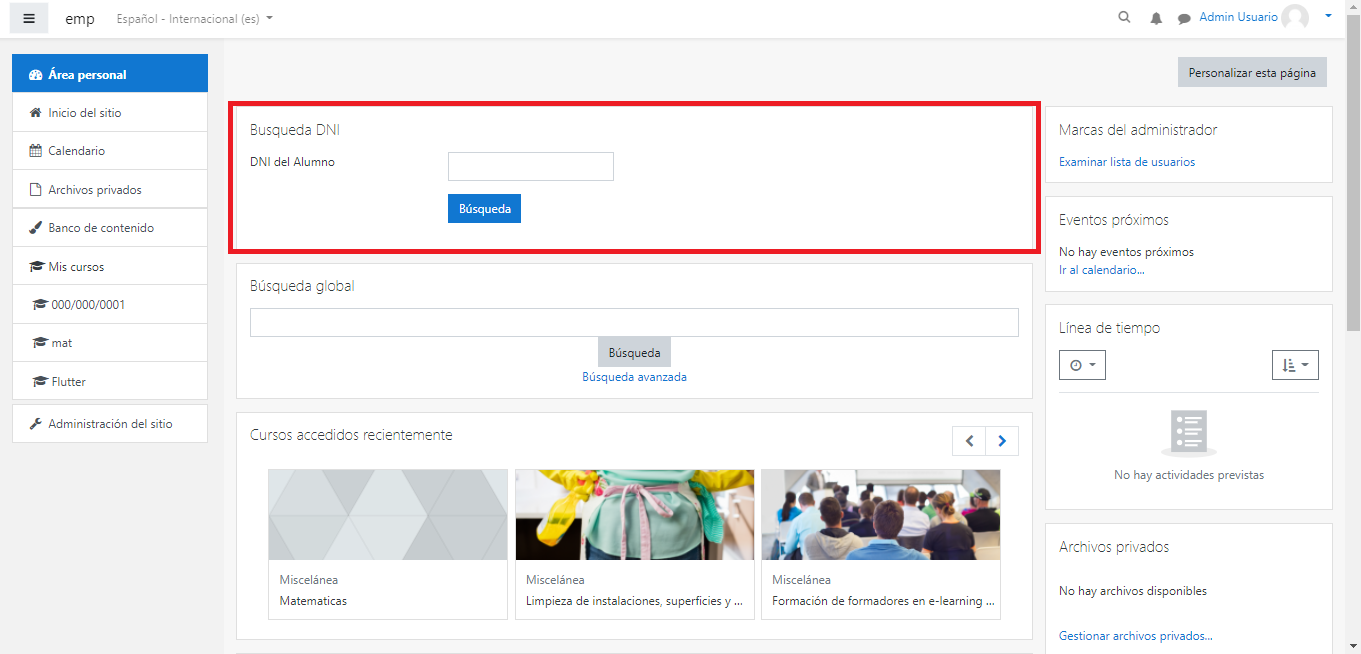 emp
Español - Internacional (es)
Admin Usuario
Área personal
Inicio del sitio
Calendario
Archivos privados
Banco de contenido
Mis cursos
000/000/0001
mat
Flutter
Administración del sitio
Personalizar esta página
Busqueda DNI
DNI del Alumno
Búsqueda
Búsqueda global
Búsqueda
Búsqueda avanzada
Cursos accedidos recientemente
Miscelánea
Matematicas
Miscelánea
Limpieza de instalaciones, superficies y ...
Miscelánea
Formación de formadores en e-learning ...
Marcas del administrador
Examinar lista de usuarios
Eventos próximos
No hay eventos próximos
Ir al calendario...
Línea de tiempo
No hay actividades previstas
Archivos privados
No hay archivos disponibles
Gestionar archivos privados...